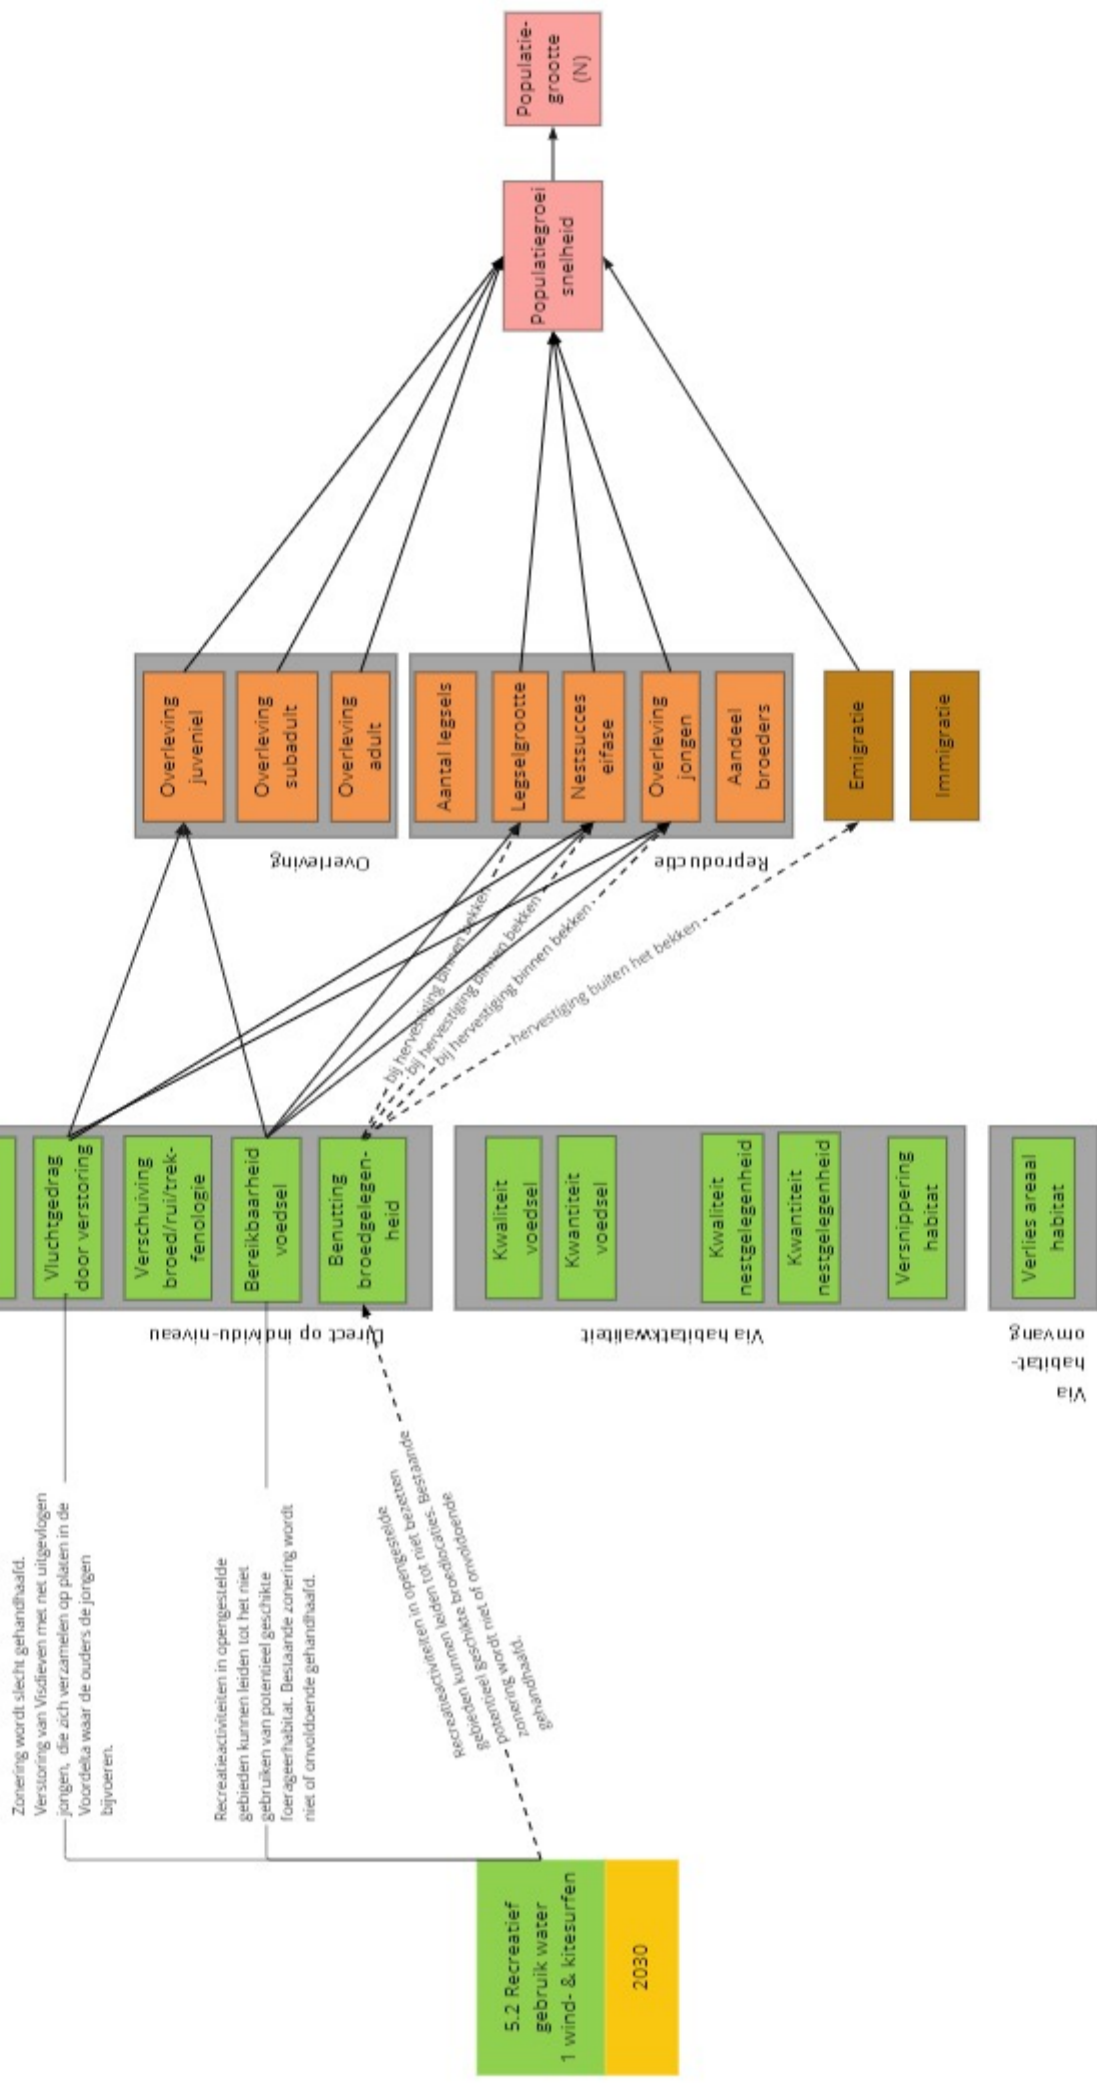 Zonering wordt slecht gehandhaafd.
Verstoring van Visdieven met net uitgevlogen
jongen, die zich verzamelen op platen in de
Voordelta waar de ouders de jongen
bijvoeren.
Recreatieactiviteiten in opengestelde
gebieden kunnen leiden tot het niet
gebruiken van potentieel geschikte
foerageerhabitat. Bestaande zonering wordt
niet of onvoldoende gehandhaafd.
Recreatieactiviteiten in opengestelde
gebieden kunnen leiden tot niet bezetten
potentieel geschikte broedlocaties. Bestaande
zonering wordt niet of onvoldoende
gehandhaafd.
5.2 Recreatief
gebruik water
1 wind- & kitesurfen
2030
Direct op individu-niveau
Vluchtgedrag
door verstoring
Verschuiving
broed/rui/trek-
fenologie
Bereikbaarheid
voedsel
Benutting
broedgelegen-
heid
Via habitatkwaliteit
Kwaliteit
voedsel
Kwantiteit
voedsel
Kwaliteit
nestgelegenheid
Kwantiteit
nestgelegenheid
Versnippering
habitat
Via
habitat-
omvang
Verlies areaal
habitat
bij hervestiging binnen bekken
bij hervestiging binnen bekken
bij hervestiging binnen bekken
hervestiging buiten het bekken
Overleving
Overleving
juveniel
Overleving
subadult
Overleving
adult
Reproductie
Aantal legsels
Legselgrootte
Nestsucces
eifase
Overleving
jongen
Aandeel
broeders
Emigratie
Immigratie
Populatiegroei
snelheid
Populatie-
grootte
(N)